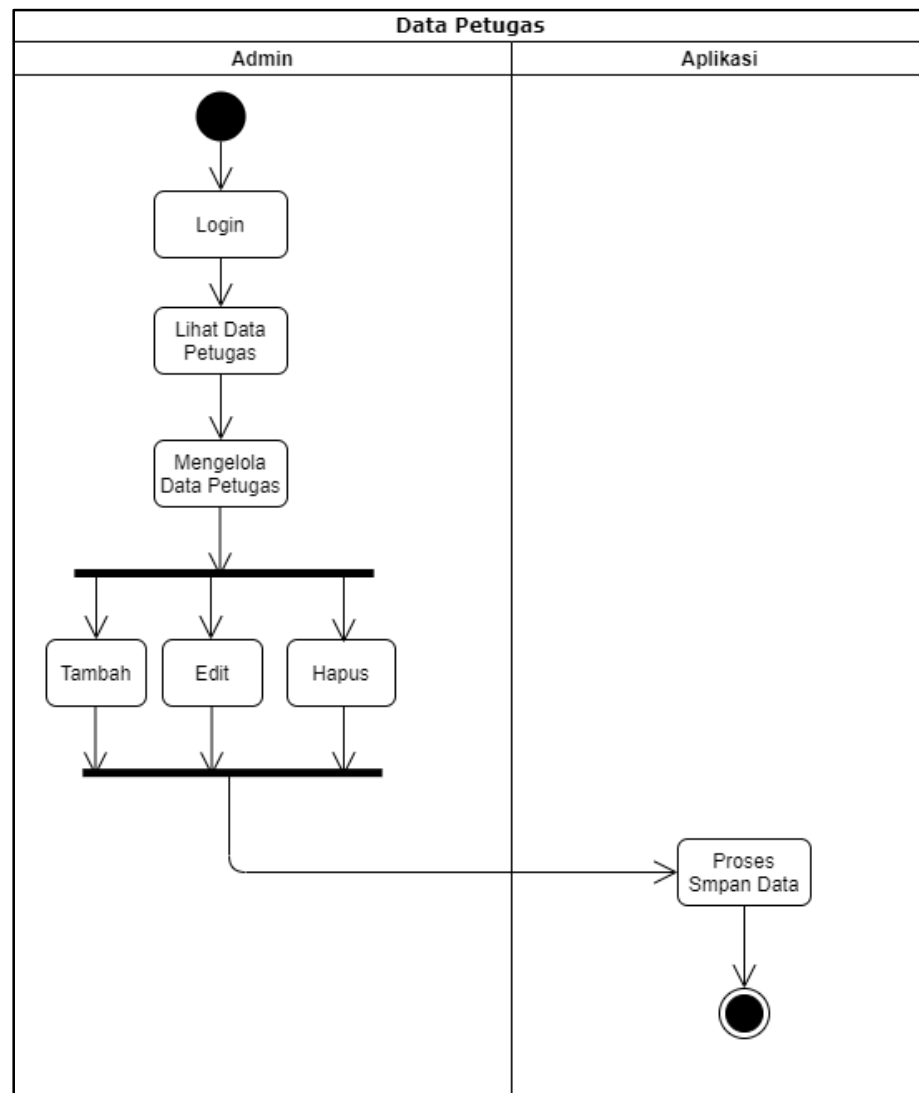 Data Petugas
Admin
Aplikasi
Login
Lihat Data
Petugas
Mengelola
Data Petugas
Tambah
Edit
Hapus
Proses
Smpan Data